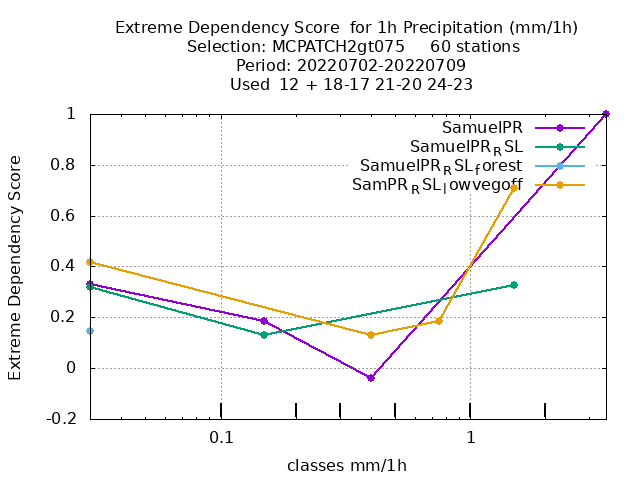 Extreme Dependency Score  for 1h Precipitation (mm/1h)
Selection: MCPATCH2gt075     60 stations
Period: 20220702-20220709
Used  12 + 18-17 21-20 24-23
SamuelPR
SamuelPR_RSL
SamuelPR_RSL_forest
SamPR_RSL_lowvegoff
Extreme Dependency Score
1
0.8
0.6
0.4
0.2
0
-0.2
0.1
1
classes mm/1h